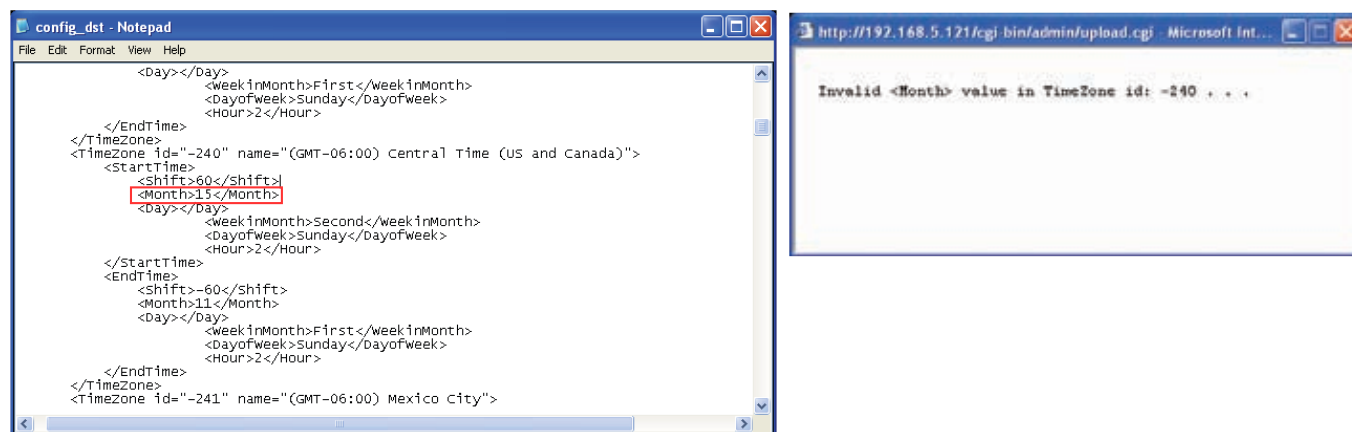 config_dst - Notepad
File Edit Format View Help
<Day></Day>
<WeekinMonth>First</WeekinMonth>
<DayofWeek>Sunday</DayofWeek>
<Hour>2</Hour>
</EndTime>
</TimeZone>
<TimeZone id="-240" name="(GMT-06:00) Central Time (US and Canada)">
<StartTime>
<Shift>60</Shift>
<Month>15</Month>
<Day></Day>
<WeekinMonth>Second</WeekinMonth>
<DayofWeek>Sunday</DayofWeek>
<Hour>2</Hour>
</StartTime>
<EndTime>
<Shift>-60</Shift>
<Month>11</Month>
<Day></Day>
<WeekinMonth>First</WeekinMonth>
<DayofWeek>Sunday</DayofWeek>
<Hour>2</Hour>
</EndTime>
</TimeZone>
<TimeZone id="-241" name="(GMT-06:00) Mexico City">
http://192.168.5.121/cgi-bin/admin/upload.cgi - Microsoft Int...
Invalid <Month> value in TimeZone id: -240 . . .